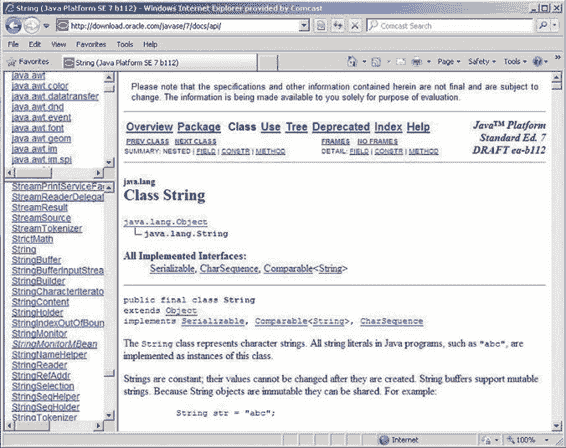 String (Java Platform SE 7 b112) - Windows Internet Explorer provided by Comcast
http://download.oracle.com/javase/7/docs/api/
Comcast Search
File Edit View Favorites Tools Help
Favorites
String (Java Platform SE 7 b112)
Page Safety Tools
java.awt
java.awt.color
java.awt.datatransfer
java.awt.dnd
java.awt.event
java.awt.font
java.awt.geom
java.awt.im
java.awt.im.spi
StreamPrintServiceFa
StreamReaderDelegat
StreamResult
StreamSource
StreamTokenizer
StrictMath
String
StringBuffer
StringBufferInputStrea
StringBuilder
StringCharacterIterato
StringContent
StringHolder
StringIndexOutOfBoun
StringMonitor
StringMonitorMBean
StringNameHelper
StringReader
StringRefAddr
StringSelection
StringSeqHelper
StringSeqHolder
StringTokenizer
Please note that the specifications and other information contained herein are not final and are subject to
change. The information is being made available to you solely for purpose of evaluation.
Overview Package Class Use Tree Deprecated Index Help
Java™ Platform
Standard Ed. 7
DRAFT ea-b112
PREV CLASS NEXT CLASS
FRAMES NO FRAMES
SUMMARY: NESTED | FIELD | CONSTR | METHOD
DETAIL: FIELD | CONSTR | METHOD
java.lang
Class String
java.lang.Object
java.lang.String
All Implemented Interfaces:
Serializable, CharSequence, Comparable<String>
public final class String
extends Object
implements Serializable, Comparable<String>, CharSequence
The String class represents character strings. All string literals in Java programs, such as "abc", are
implemented as instances of this class.
Strings are constant; their values cannot be changed after they are created. String buffers support mutable
strings. Because String objects are immutable they can be shared. For example:
String str = "abc";
Internet
100%